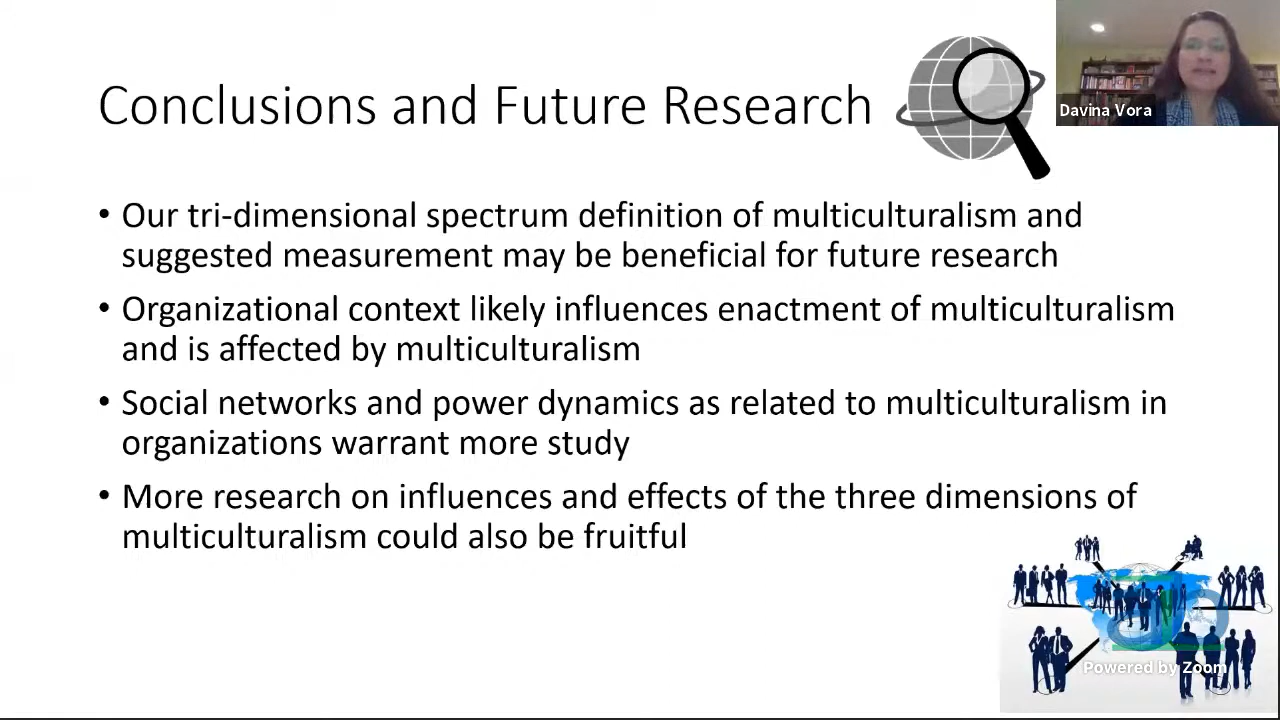 Conclusions and Future Research
Davina Vora
• Our tri-dimensional spectrum definition of multiculturalism and
suggested measurement may be beneficial for future research
• Organizational context likely influences enactment of multiculturalism
and is affected by multiculturalism
• Social networks and power dynamics as related to multiculturalism in
organizations warrant more study
• More research on influences and effects of the three dimensions of
multiculturalism could also be fruitful
Powered by Zoom